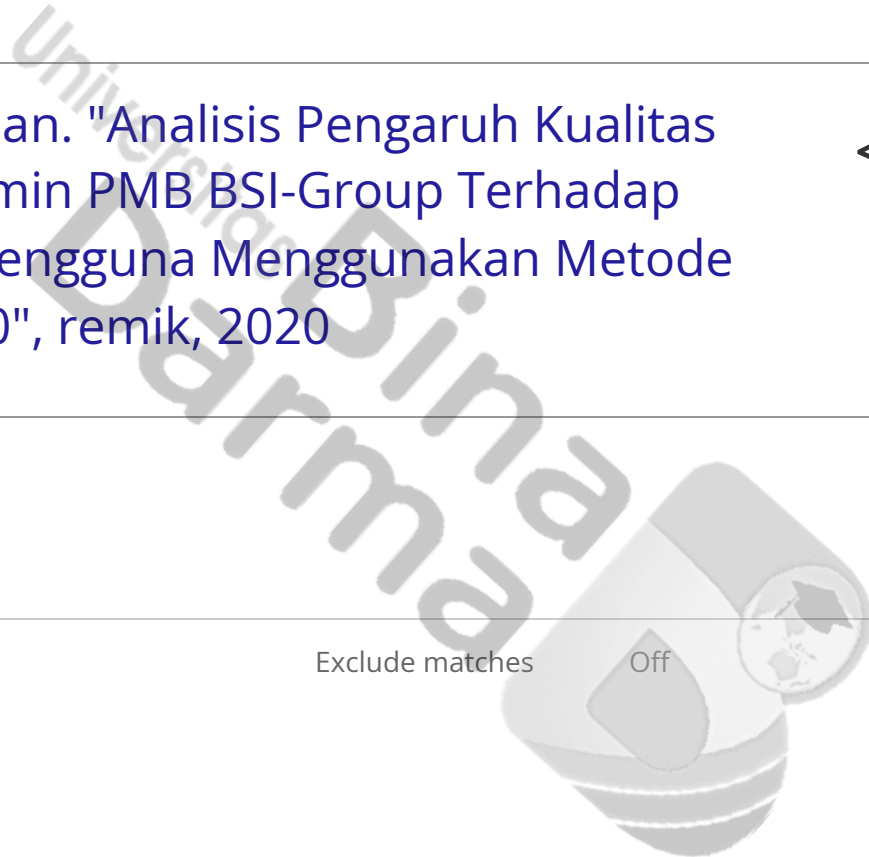 an. "Analisis Pengaruh Kualitas
min PMB BSI-Group Terhadap
engguna Menggunakan Metode
0", remik, 2020
<
Exclude matches Off
Universitas
Bina
Darma